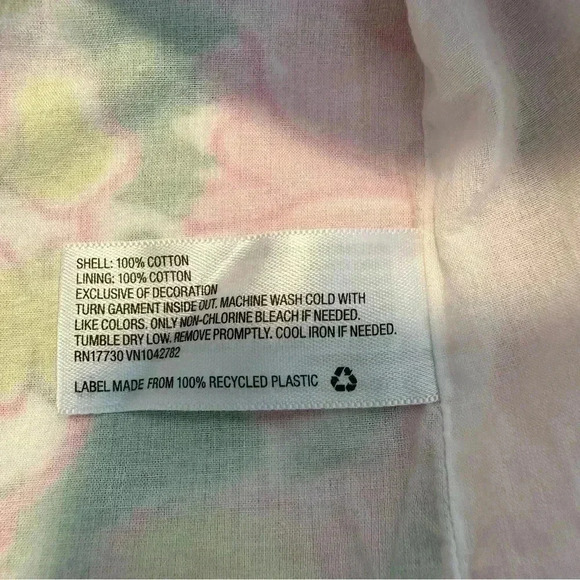 SHELL: 100% COTTON
LINING: 100% COTTON
EXCLUSIVE OF DECORATION
TURN GARMENT INSIDE OUT. MACHINE WASH COLD WITH
LIKE COLORS. ONLY NON-CHLORINE BLEACH IF NEEDED.
TUMBLE DRY LOW. REMOVE PROMPTLY. COOL IRON IF NEEDED.
RN17730 VN1042782
LABEL MADE FROM 100% RECYCLED PLASTIC